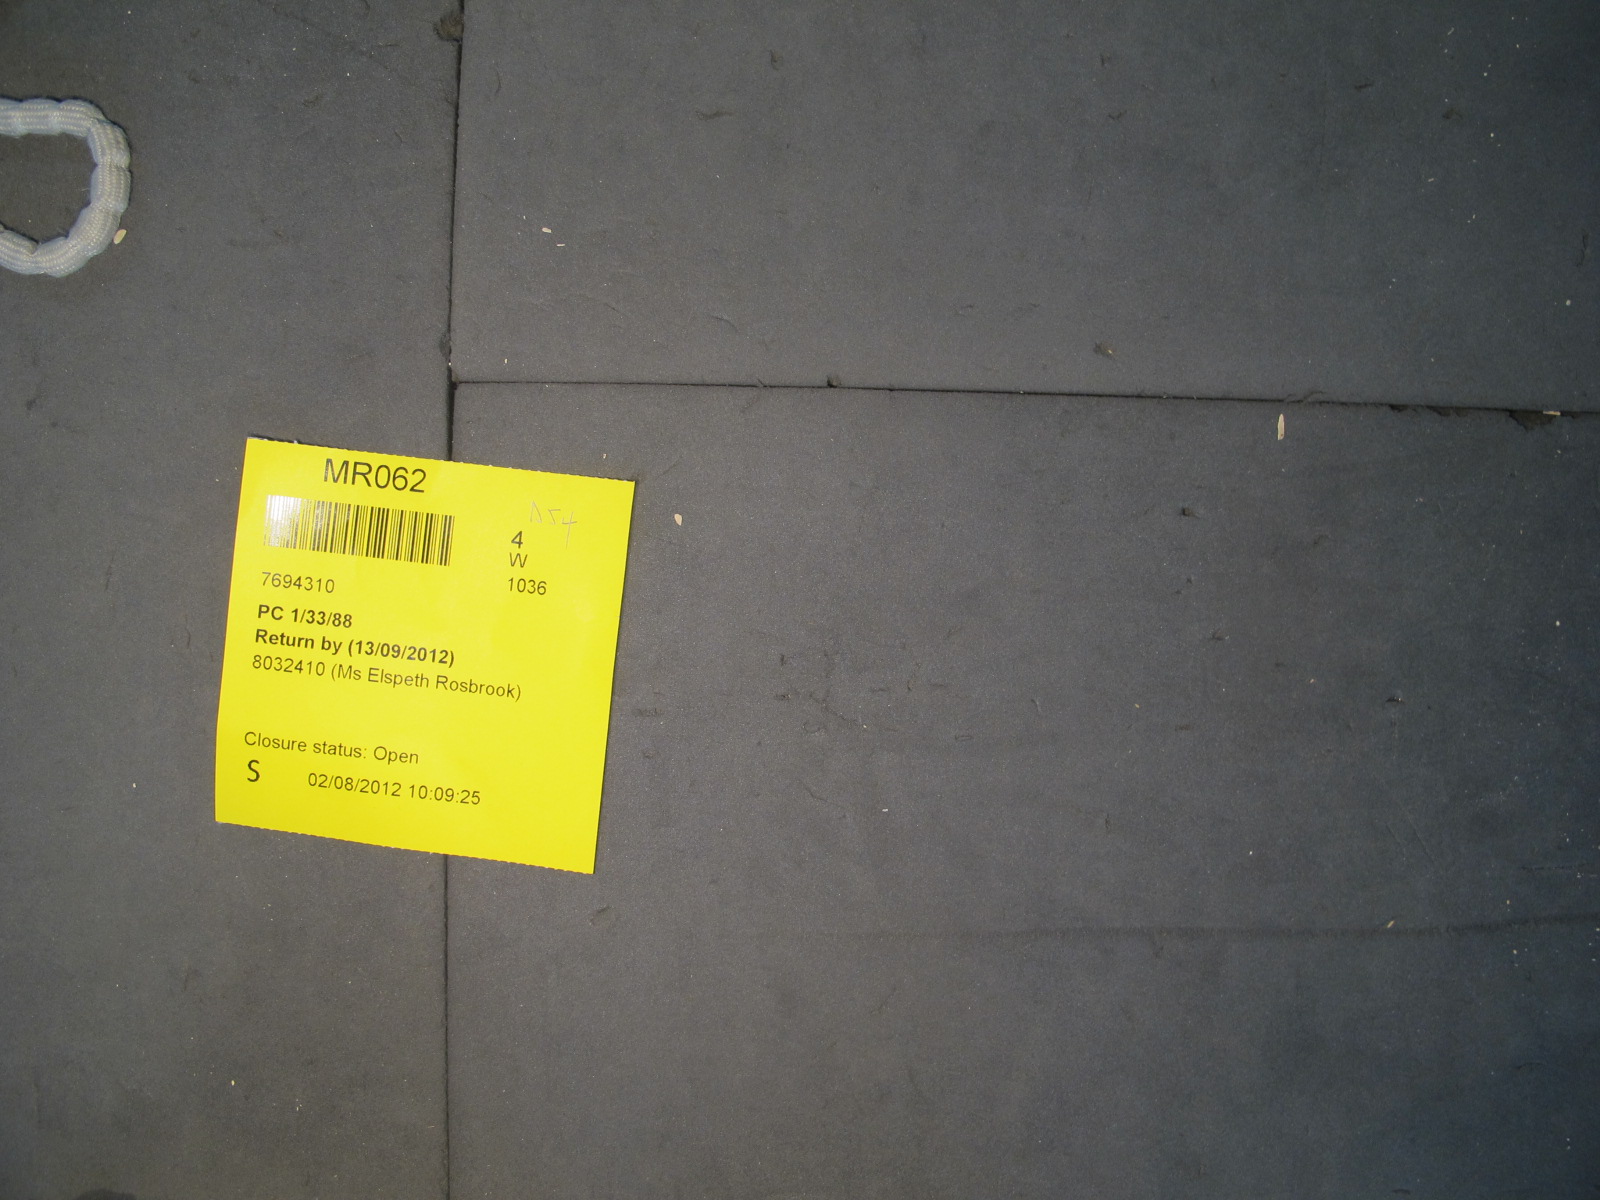 MR062
4
W
7694310 1036
PC 1/33/88
Return by (13/09/2012)
8032410 (Ms Elspeth Rosbrook)
Closure status: Open
S 02/08/2012 10:09:25